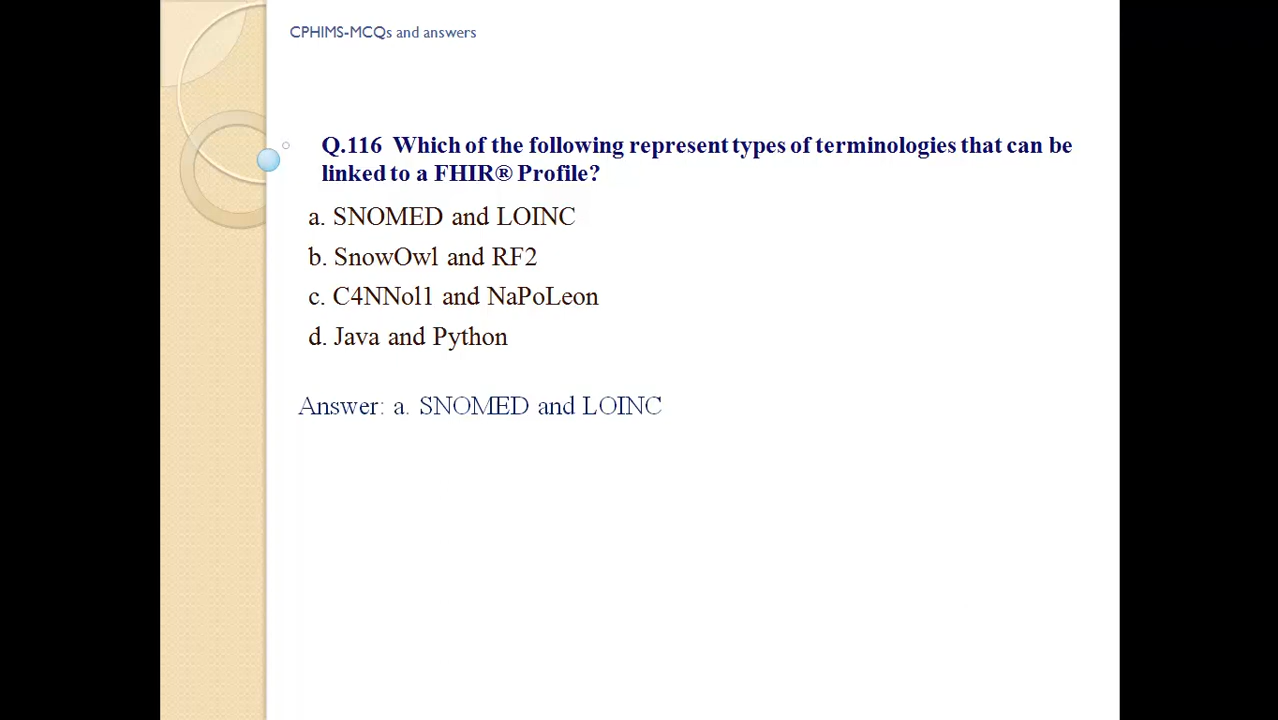 CPHIMS-MCQs and answers
Q.116 Which of the following represent types of terminologies that can be
linked to a FHIR® Profile?
a. SNOMED and LOINC
b. SnowOwl and RF2
c. C4NNol1 and NaPoLeon
d. Java and Python
Answer: a. SNOMED and LOINC